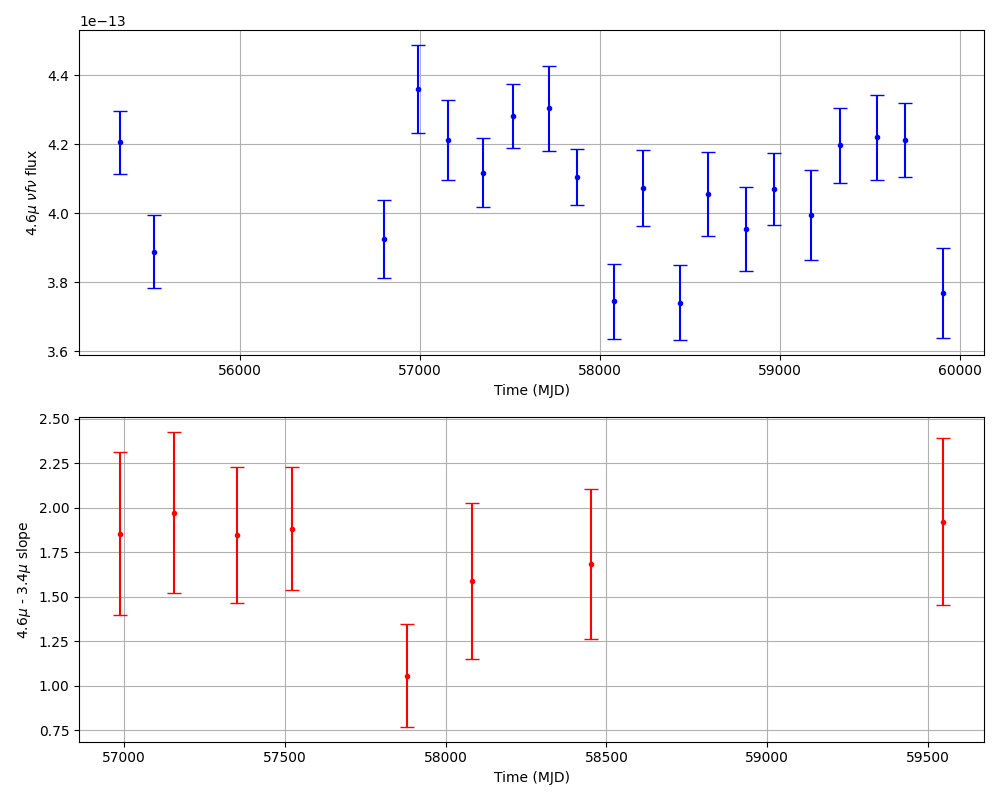 1e−13
4.6μ νfν flux
4.4
4.2
4.0
3.8
3.6
56000 57000 58000 59000 60000
Time (MJD)
4.6μ - 3.4μ slope
2.50
2.25
2.00
1.75
1.50
1.25
1.00
0.75
57000 57500 58000 58500 59000 59500
Time (MJD)